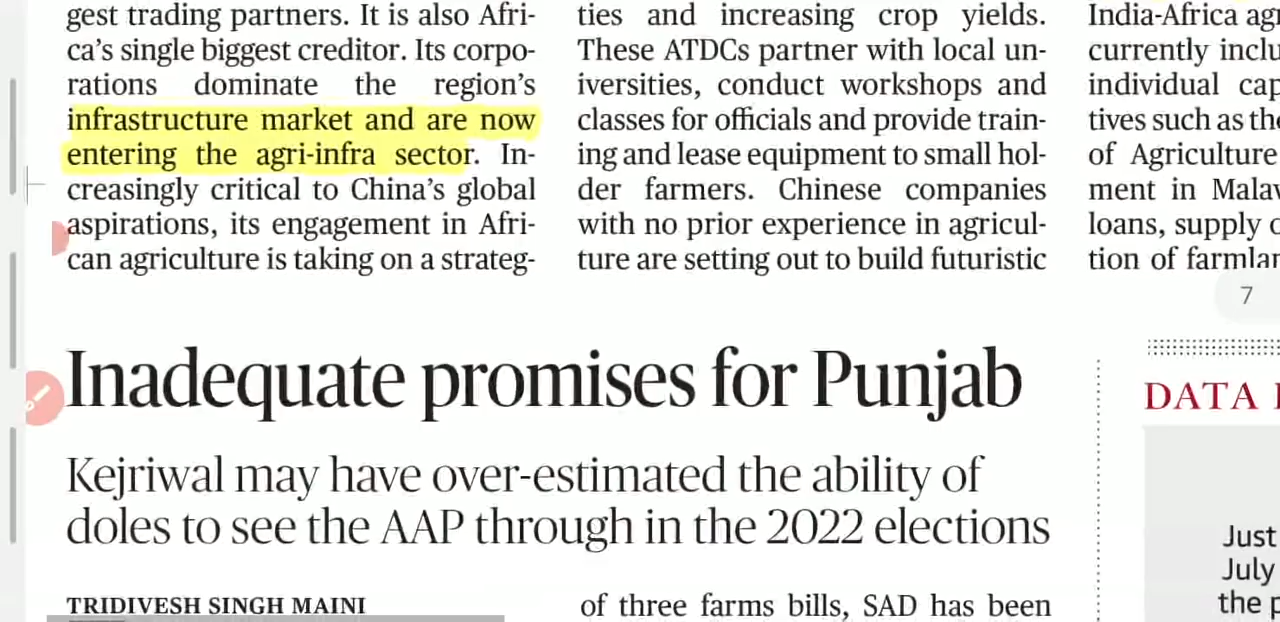 gest trading partners. It is also Afri-
ca's single biggest creditor. Its corpo-
rations dominate the region's
infrastructure market and are now
entering the agri-infra sector. In-
creasingly critical to China's global
aspirations, its engagement in Afri-
can agriculture is taking on a strateg-
ties and increasing crop yields.
These ATDCs partner with local un-
iversities, conduct workshops and
classes for officials and provide train-
ing and lease equipment to small hol-
der farmers. Chinese companies
with no prior experience in agricul-
ture are setting out to build futuristic
India-Africa
currently
individual
tives such as
of Agriculture
ment in
loans, supply
tion of
7
Inadequate promises for Punjab
Kejriwal may have over-estimated the ability of
doles to see the AAP through in the 2022 elections
TRIDIVESH SINGH MAINI
of three farms bills, SAD has been
DATA
Just
July
the